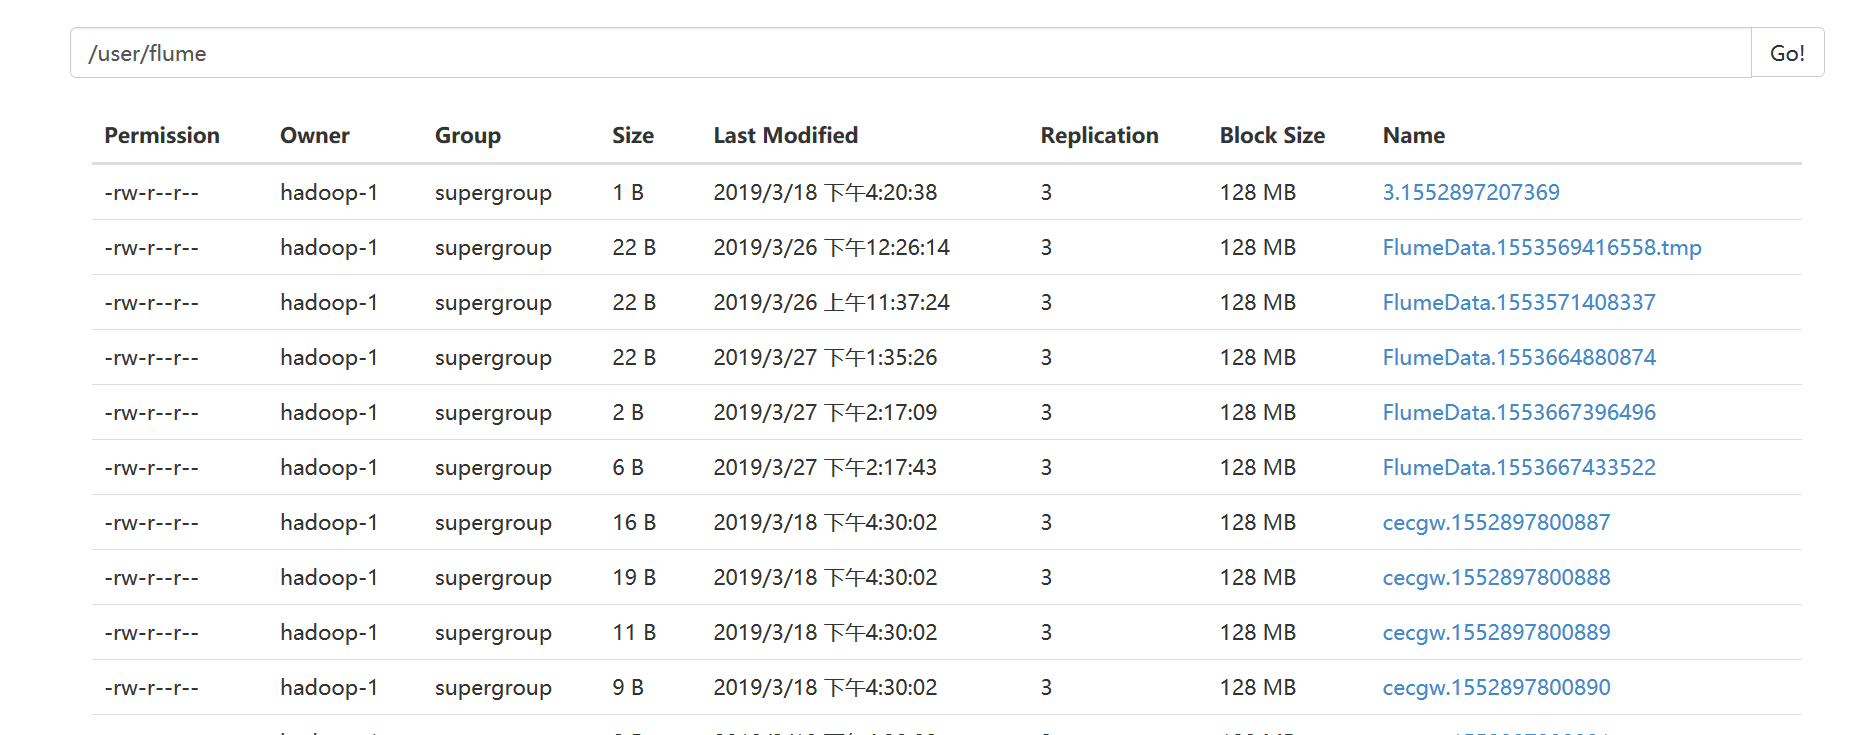 /user/flume Go!
Permission Owner Group Size Last Modified Replication Block Size Name
-rw-r--r-- hadoop-1 supergroup 1 B 2019/3/18 下午4:20:38 3 128 MB 3.1552897207369
-rw-r--r-- hadoop-1 supergroup 22 B 2019/3/26 下午12:26:14 3 128 MB FlumeData.1553569416558.tmp
-rw-r--r-- hadoop-1 supergroup 22 B 2019/3/26 上午11:37:24 3 128 MB FlumeData.1553571408337
-rw-r--r-- hadoop-1 supergroup 22 B 2019/3/27 下午1:35:26 3 128 MB FlumeData.1553664880874
-rw-r--r-- hadoop-1 supergroup 2 B 2019/3/27 下午2:17:09 3 128 MB FlumeData.1553667396496
-rw-r--r-- hadoop-1 supergroup 6 B 2019/3/27 下午2:17:43 3 128 MB FlumeData.1553667433522
-rw-r--r-- hadoop-1 supergroup 16 B 2019/3/18 下午4:30:02 3 128 MB cecgw.1552897800887
-rw-r--r-- hadoop-1 supergroup 19 B 2019/3/18 下午4:30:02 3 128 MB cecgw.1552897800888
-rw-r--r-- hadoop-1 supergroup 11 B 2019/3/18 下午4:30:02 3 128 MB cecgw.1552897800889
-rw-r--r-- hadoop-1 supergroup 9 B 2019/3/18 下午4:30:02 3 128 MB cecgw.1552897800890